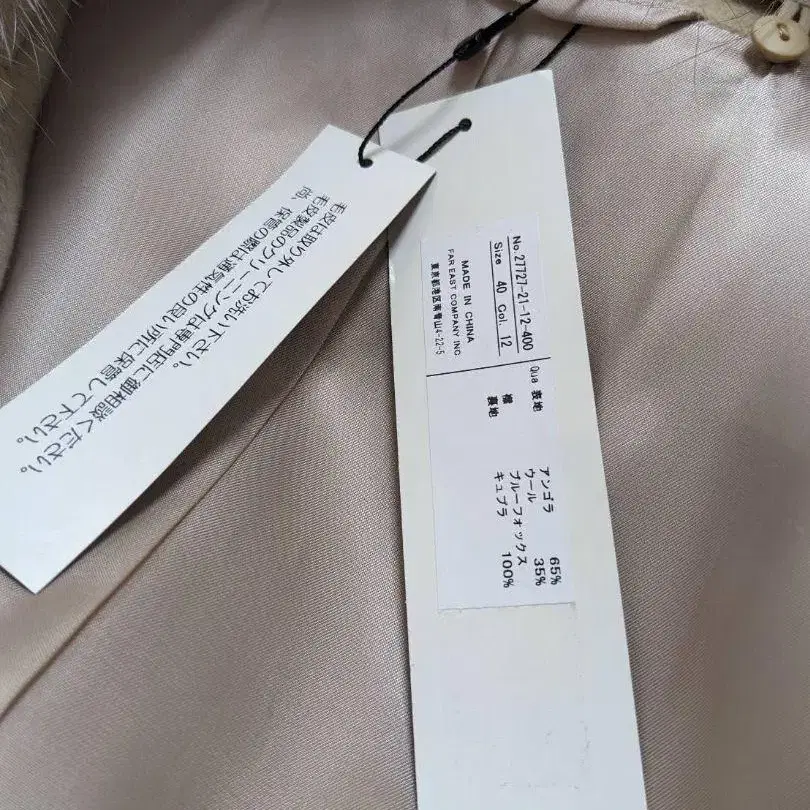 毛皮は取り外してお洗い下さい。
毛皮製品のクリーニングは専門店に御相談ください。
尚、保管の際は通気性の良い所に保管して下さい。
No. 27727-21-12-400
Size 40 Col. 12
MADE IN CHINA
FAR EAST COMPANY INC
東京都港区南青山4-22-5
Qua 表地 アンゴラ 65%
ウール 35%
襟 ブルーフォックス
裏地 キュプラ 100%